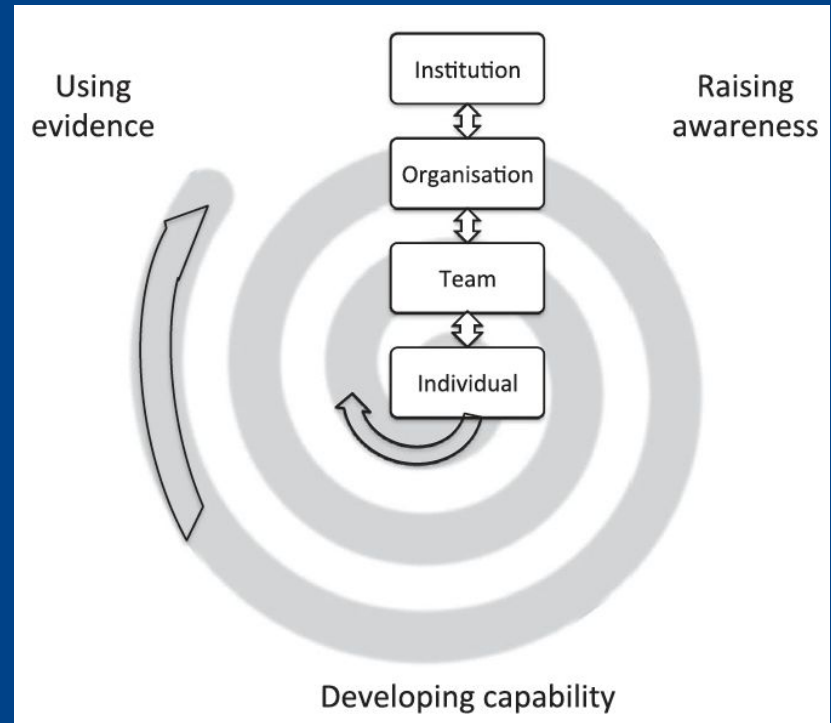 Using
evidence
Institution
Raising
awareness
Organisation
Team
Individual
Developing capability